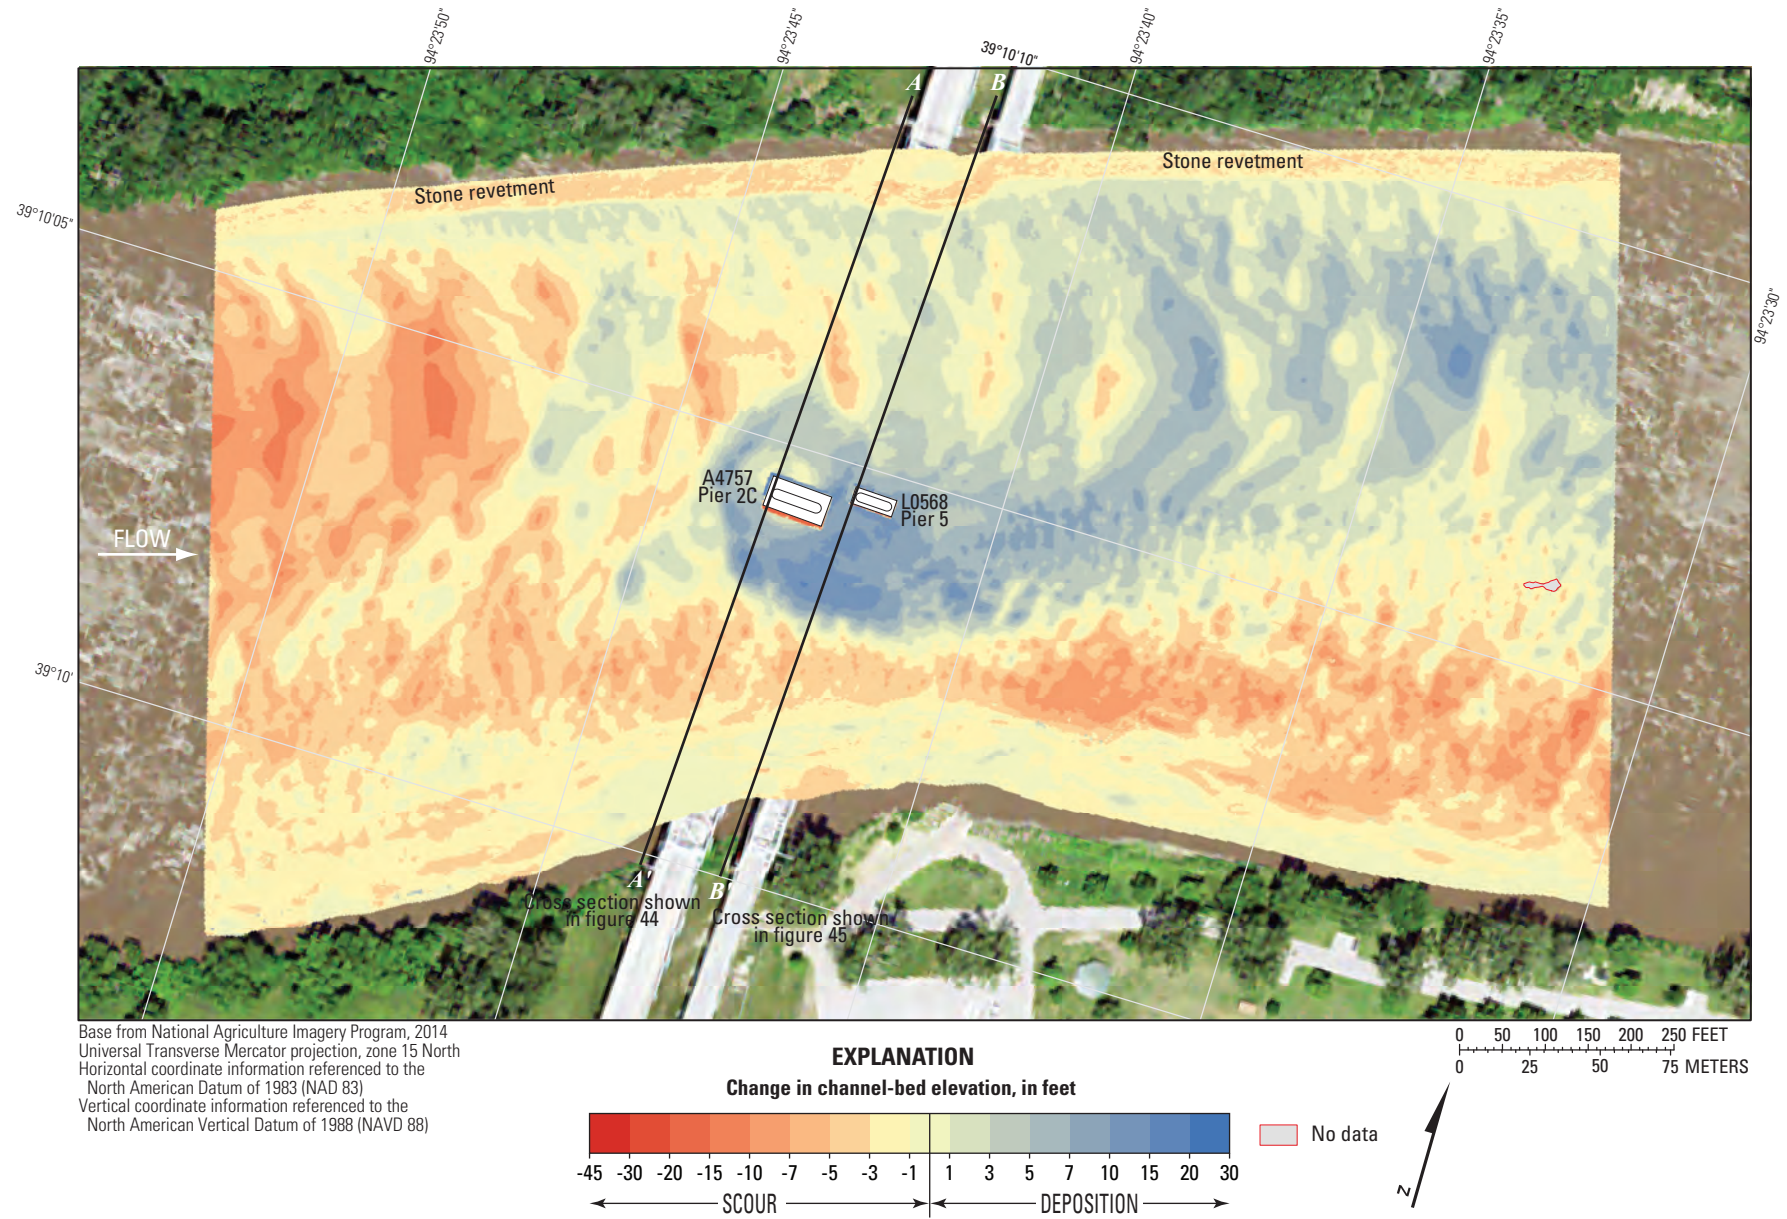 94°23'50"
94°23'45"
39°10'10"
94°23'40"
94°23'35"
A
B
Stone revetment
Stone revetment
39°10'05"
94°23'30"
A4757
Pier 2C
L0568
Pier 5
FLOW
39°10'
A'
B'
Cross section shown
in figure 44
Cross section shown
in figure 45
Base from National Agriculture Imagery Program, 2014
Universal Transverse Mercator projection, zone 15 North
Horizontal coordinate information referenced to the
North American Datum of 1983 (NAD 83)
Vertical coordinate information referenced to the
North American Vertical Datum of 1988 (NAVD 88)
0 50 100 150 200 250 FEET
0 25 50 75 METERS
EXPLANATION
Change in channel-bed elevation, in feet
-45 -30 -20 -15 -10 -7 -5 -3 -1 1 3 5 7 10 15 20 30
SCOUR DEPOSITION
No data
N